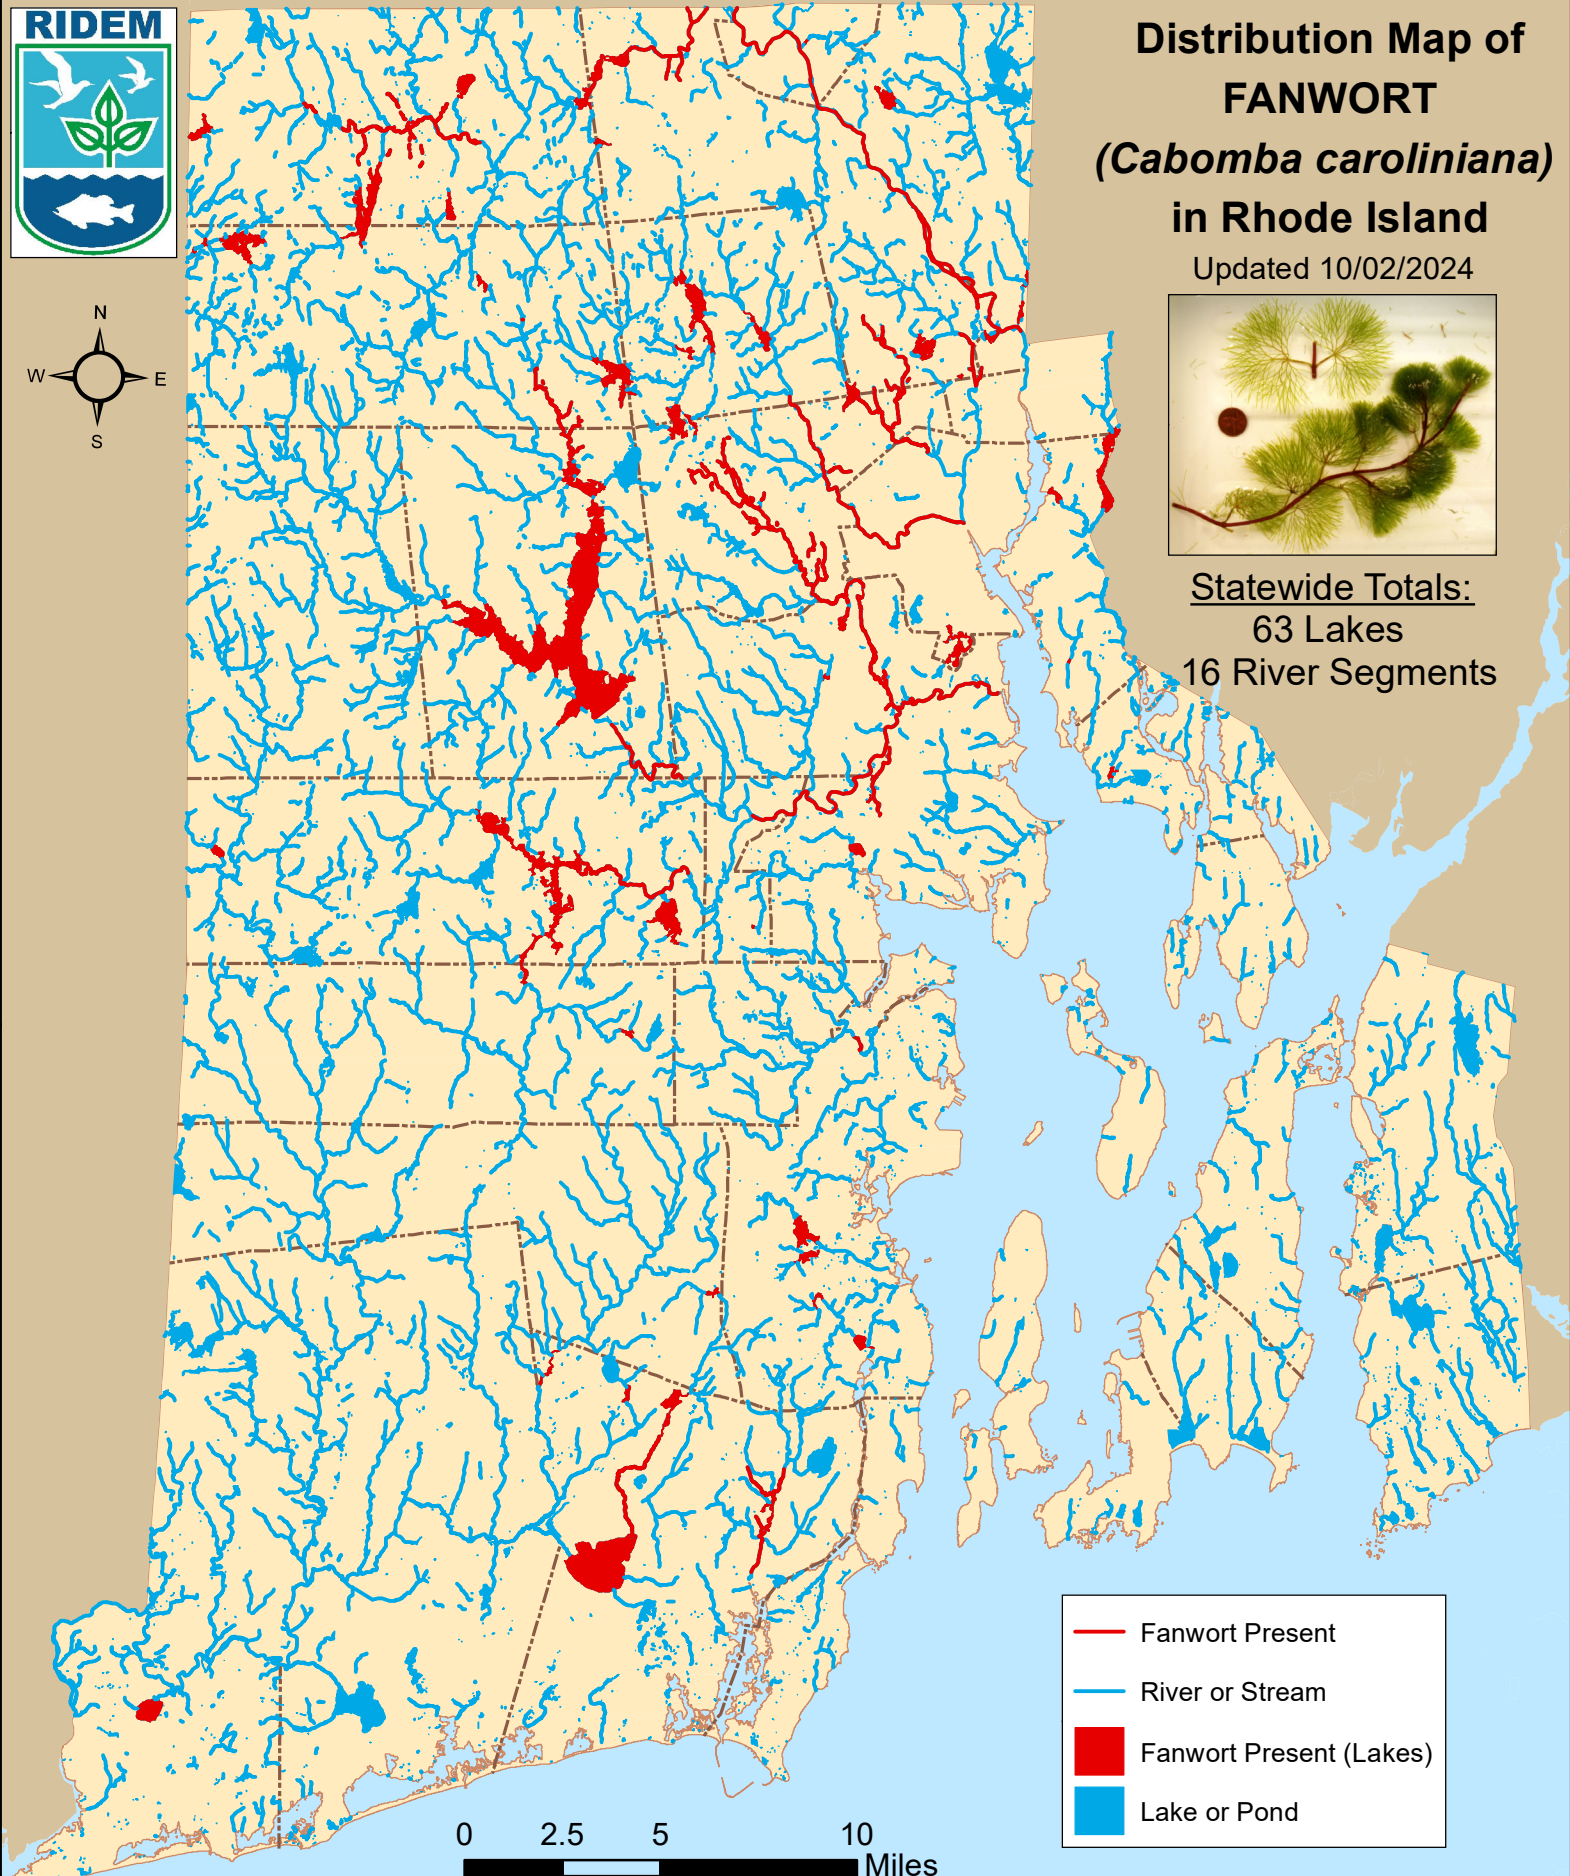 RIDEM
Distribution Map of
FANWORT
(Cabomba caroliniana)
in Rhode Island
Updated 10/02/2024
N
W
E
S
Statewide Totals:
63 Lakes
16 River Segments
Fanwort Present
River or Stream
Fanwort Present (Lakes)
Lake or Pond
0 2.5 5 10
Miles